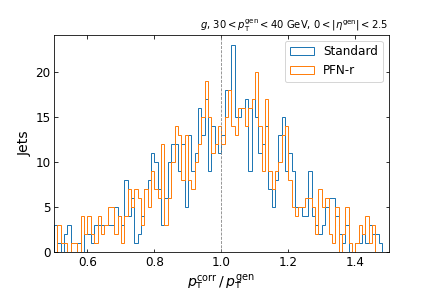 g, 30 < p_T^gen < 40 GeV, 0 < |η^gen| < 2.5
Standard
PFN-r
Jets
20
15
10
5
0
0.6 0.8 1.0 1.2 1.4
p_T^corr / p_T^gen